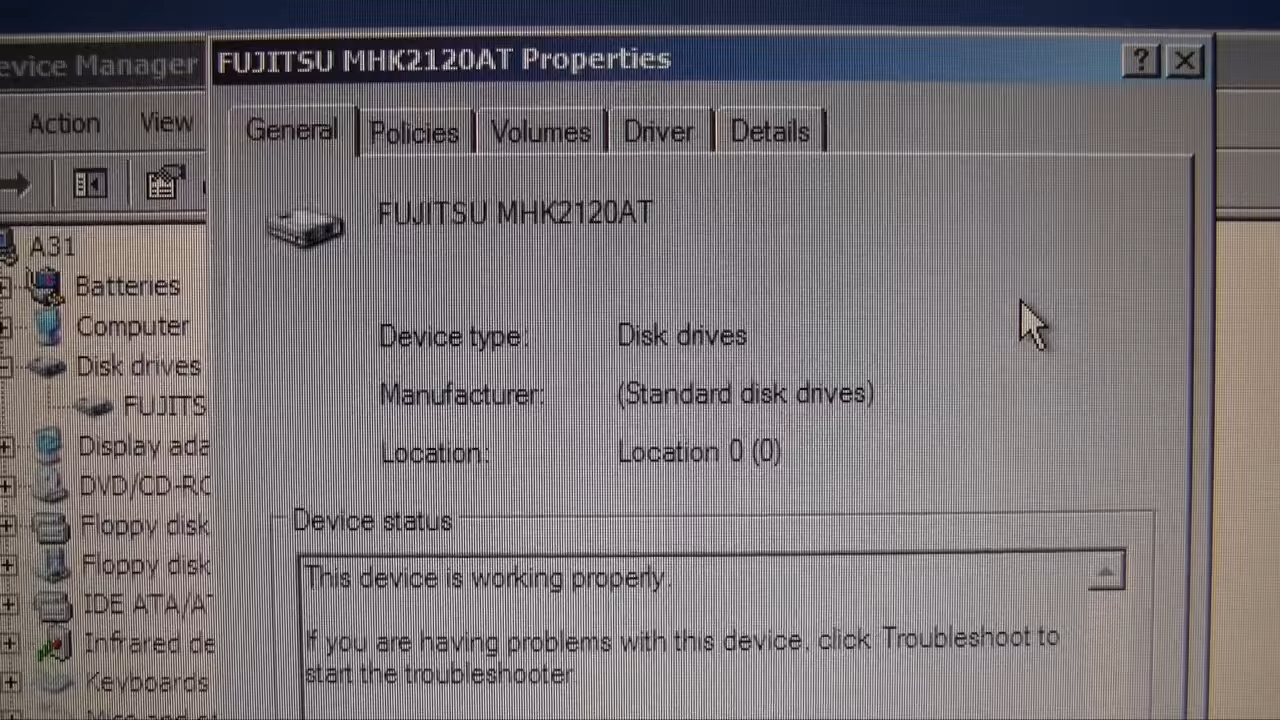 evice Manager
FUJITSU MHK2120AT Properties
Action View
General Policies Volumes Driver Details
FUJITSU MHK2120AT
A31
Batteries
Computer
Disk drives
FUJITS
Display ada
DVD/CD-RO
Floppy disk
Floppy disk
IDE ATA/AT
Infrared de
Keyboards
Device type: Disk drives
Manufacturer: (Standard disk drives)
Location: Location 0 (0)
Device status
This device is working properly.
If you are having problems with this device, click Troubleshoot to
start the troubleshooter